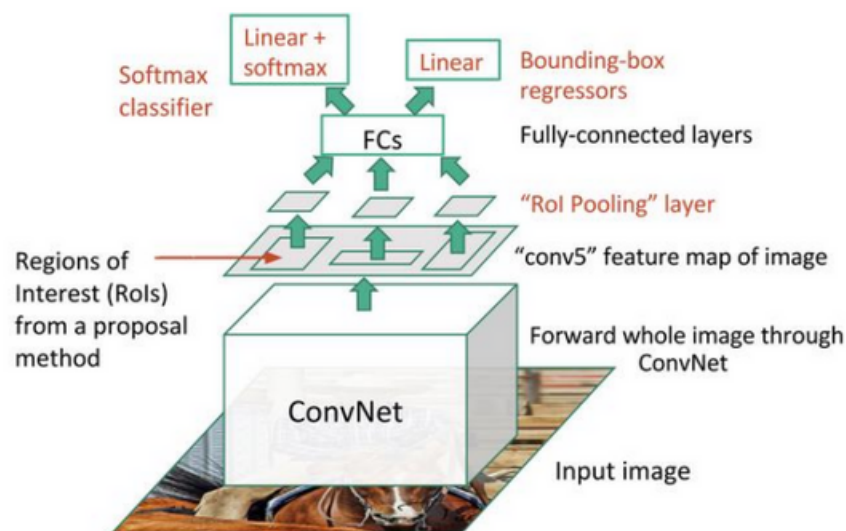 Linear +
softmax
Softmax
classifier
Linear
Bounding-box
regressors
FCs
Fully-connected layers
“RoI Pooling” layer
“conv5” feature map of image
Regions of
Interest (RoIs)
from a proposal
method
Forward whole image through
ConvNet
ConvNet
Input image